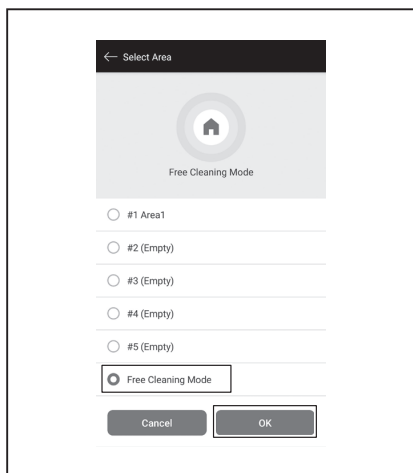 Select Area
Free Cleaning Mode
#1 Area1
#2 (Empty)
#3 (Empty)
#4 (Empty)
#5 (Empty)
Free Cleaning Mode
Cancel OK